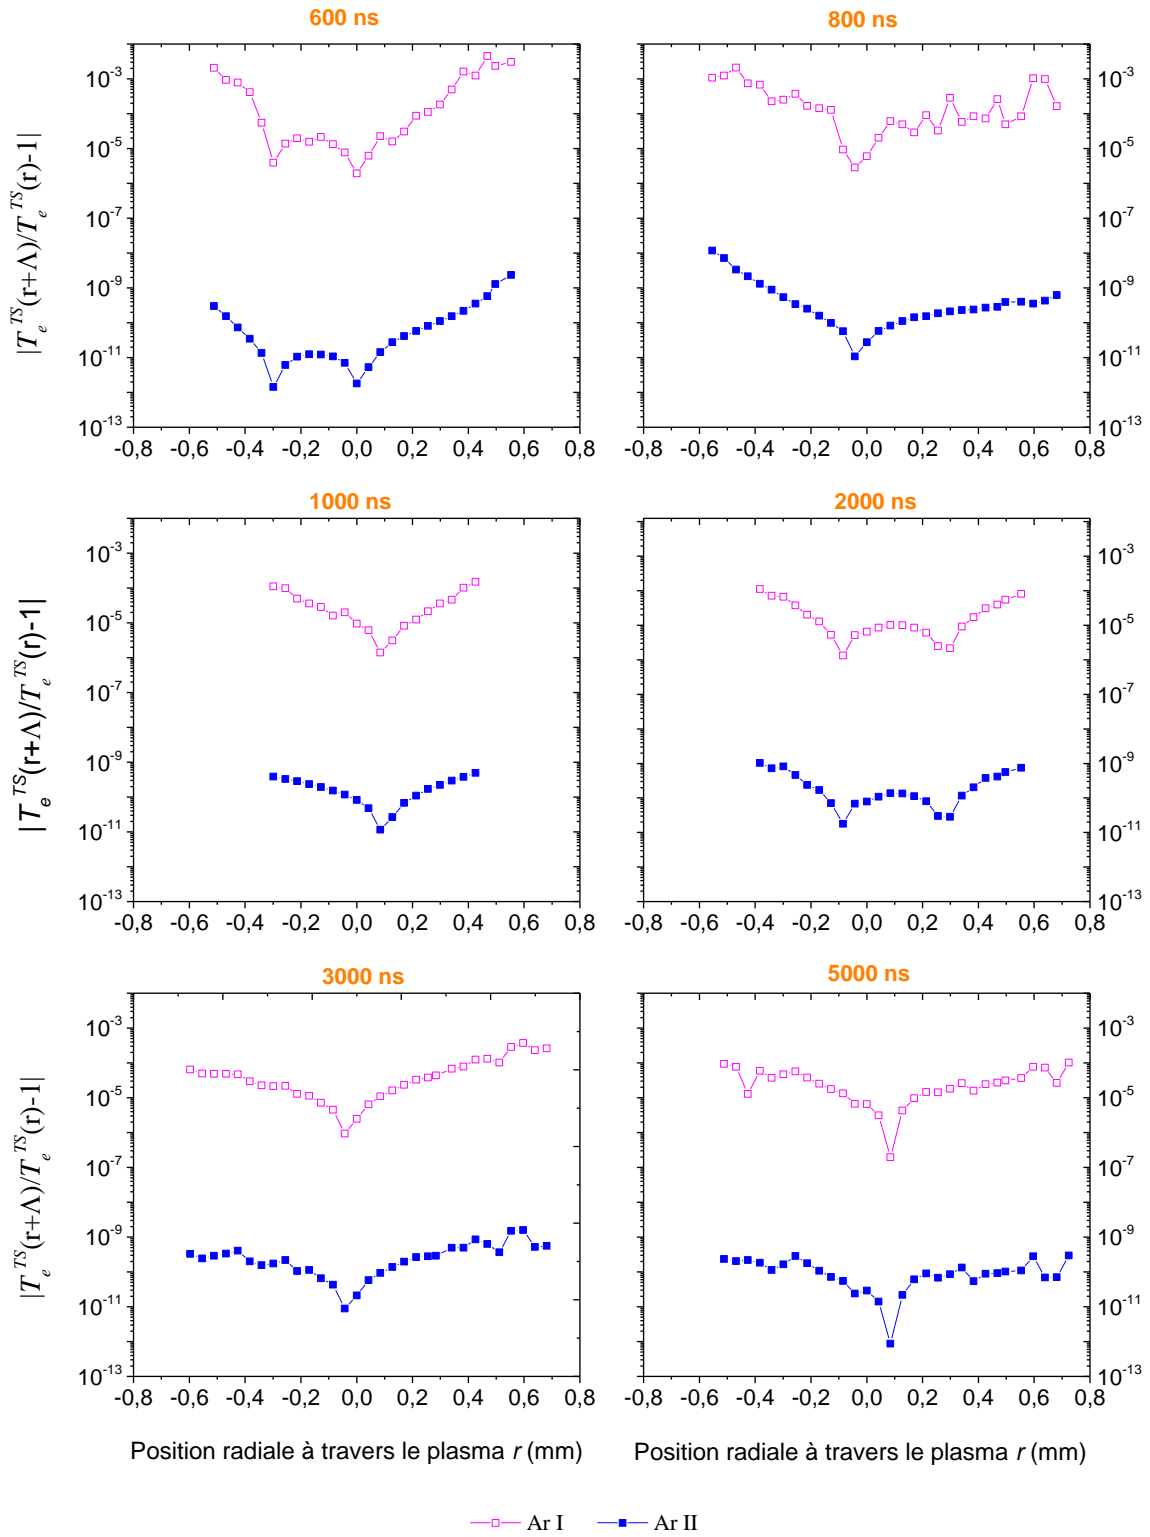 600 ns
800 ns
|T_e^TS(r+Λ)/T_e^TS(r)-1|
10^-3
10^-5
10^-7
10^-9
10^-11
10^-13
-0,8 -0,6 -0,4 -0,2 0,0 0,2 0,4 0,6 0,8
10^-3
10^-5
10^-7
10^-9
10^-11
10^-13
-0,8 -0,6 -0,4 -0,2 0,0 0,2 0,4 0,6 0,8
1000 ns
2000 ns
|T_e^TS(r+Λ)/T_e^TS(r)-1|
10^-3
10^-5
10^-7
10^-9
10^-11
10^-13
-0,8 -0,6 -0,4 -0,2 0,0 0,2 0,4 0,6 0,8
10^-3
10^-5
10^-7
10^-9
10^-11
10^-13
-0,8 -0,6 -0,4 -0,2 0,0 0,2 0,4 0,6 0,8
3000 ns
5000 ns
|T_e^TS(r+Λ)/T_e^TS(r)-1|
10^-3
10^-5
10^-7
10^-9
10^-11
10^-13
-0,8 -0,6 -0,4 -0,2 0,0 0,2 0,4 0,6 0,8
10^-3
10^-5
10^-7
10^-9
10^-11
10^-13
-0,8 -0,6 -0,4 -0,2 0,0 0,2 0,4 0,6 0,8
Position radiale à travers le plasma r (mm)
Position radiale à travers le plasma r (mm)
Ar I
Ar II